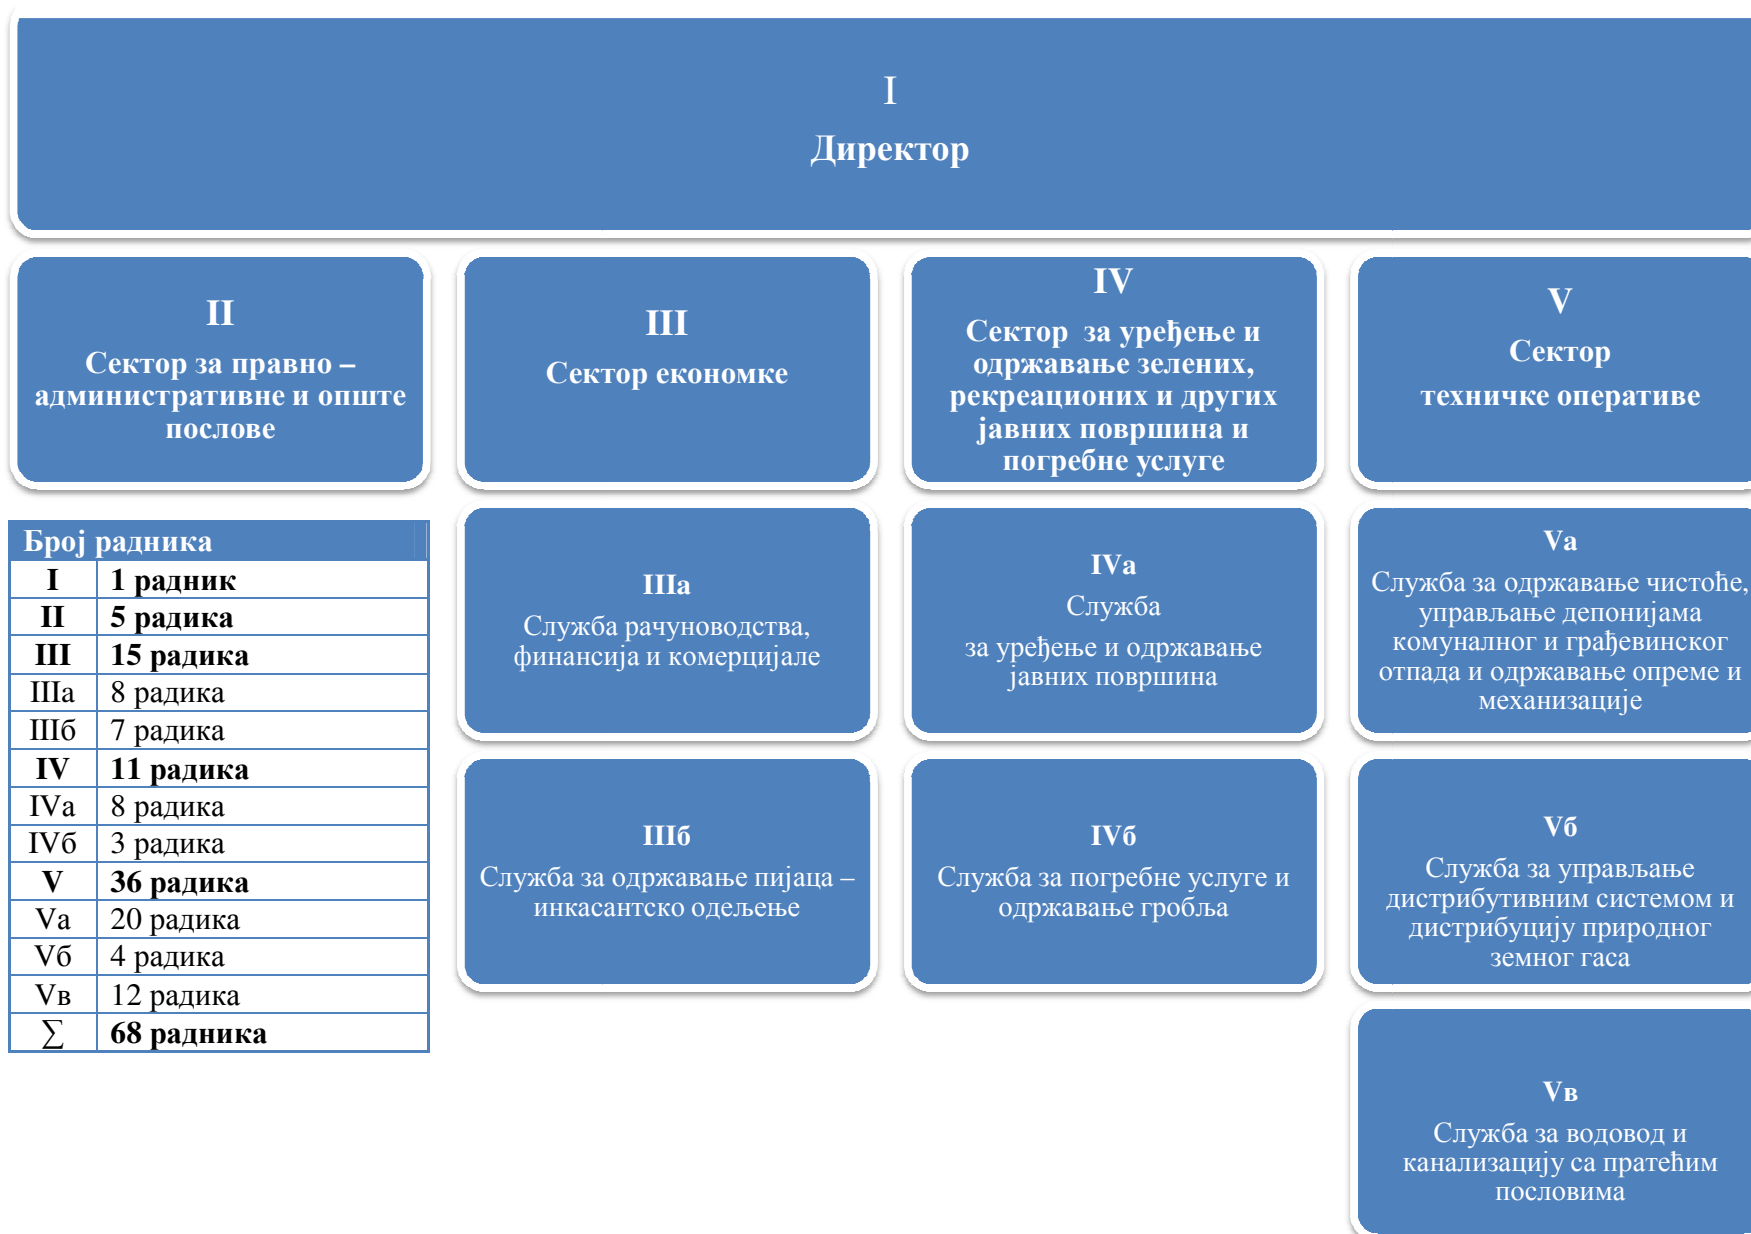 I
Директор
II
Сектор за правно –
административне и опште
послове
III
Сектор економке
IV
Сектор за уређење и
одржавање зелених,
рекреационих и других
јавних површина и
погребне услуге
V
Сектор
техничке оперативе
Број радника
I 1 радник
II 5 радика
III 15 радика
IIIа 8 радика
IIIб 7 радика
IV 11 радика
IVа 8 радика
IVб 3 радика
V 36 радика
Vа 20 радика
Vб 4 радика
Vв 12 радика
∑ 68 радника
IIIа
Служба рачуноводства,
финансија и комерцијале
IVа
Служба
за уређење и одржавање
јавних површина
Vа
Служба за одржавање чистоће,
управљање депонијама
комуналног и грађевинског
отпада и одржавање опреме и
механизације
IIIб
Служба за одржавање пијаца –
инкасантско одељење
IVб
Служба за погребне услуге и
одржавање гробља
Vб
Служба за управљање
дистрибутивним системом и
дистрибуцију природног
земног гаса
Vв
Служба за водовод и
канализацију са пратећим
пословима